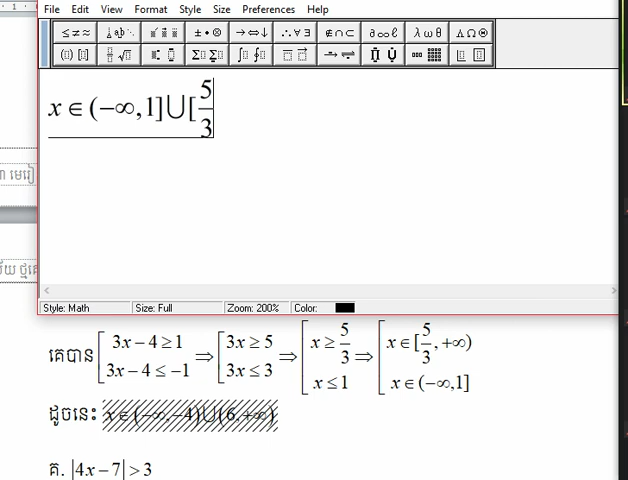 File Edit View Format Style Size Preferences Help
x ∈ (−∞, 1] ∪ [5/3
Style: Math Size: Full Zoom: 200% Color:
គេបាន [3x − 4 ≥ 1 ⇒ [3x ≥ 5 ⇒ [x ≥ 5/3 ⇒ [x ∈ [5/3, +∞)
3x − 4 ≤ −1 3x ≤ 3 x ≤ 1 x ∈ (−∞, 1]
ដូចនេះ x ∈ (−∞, −4) ∪ (6, +∞)
គ. |4x − 7| > 3